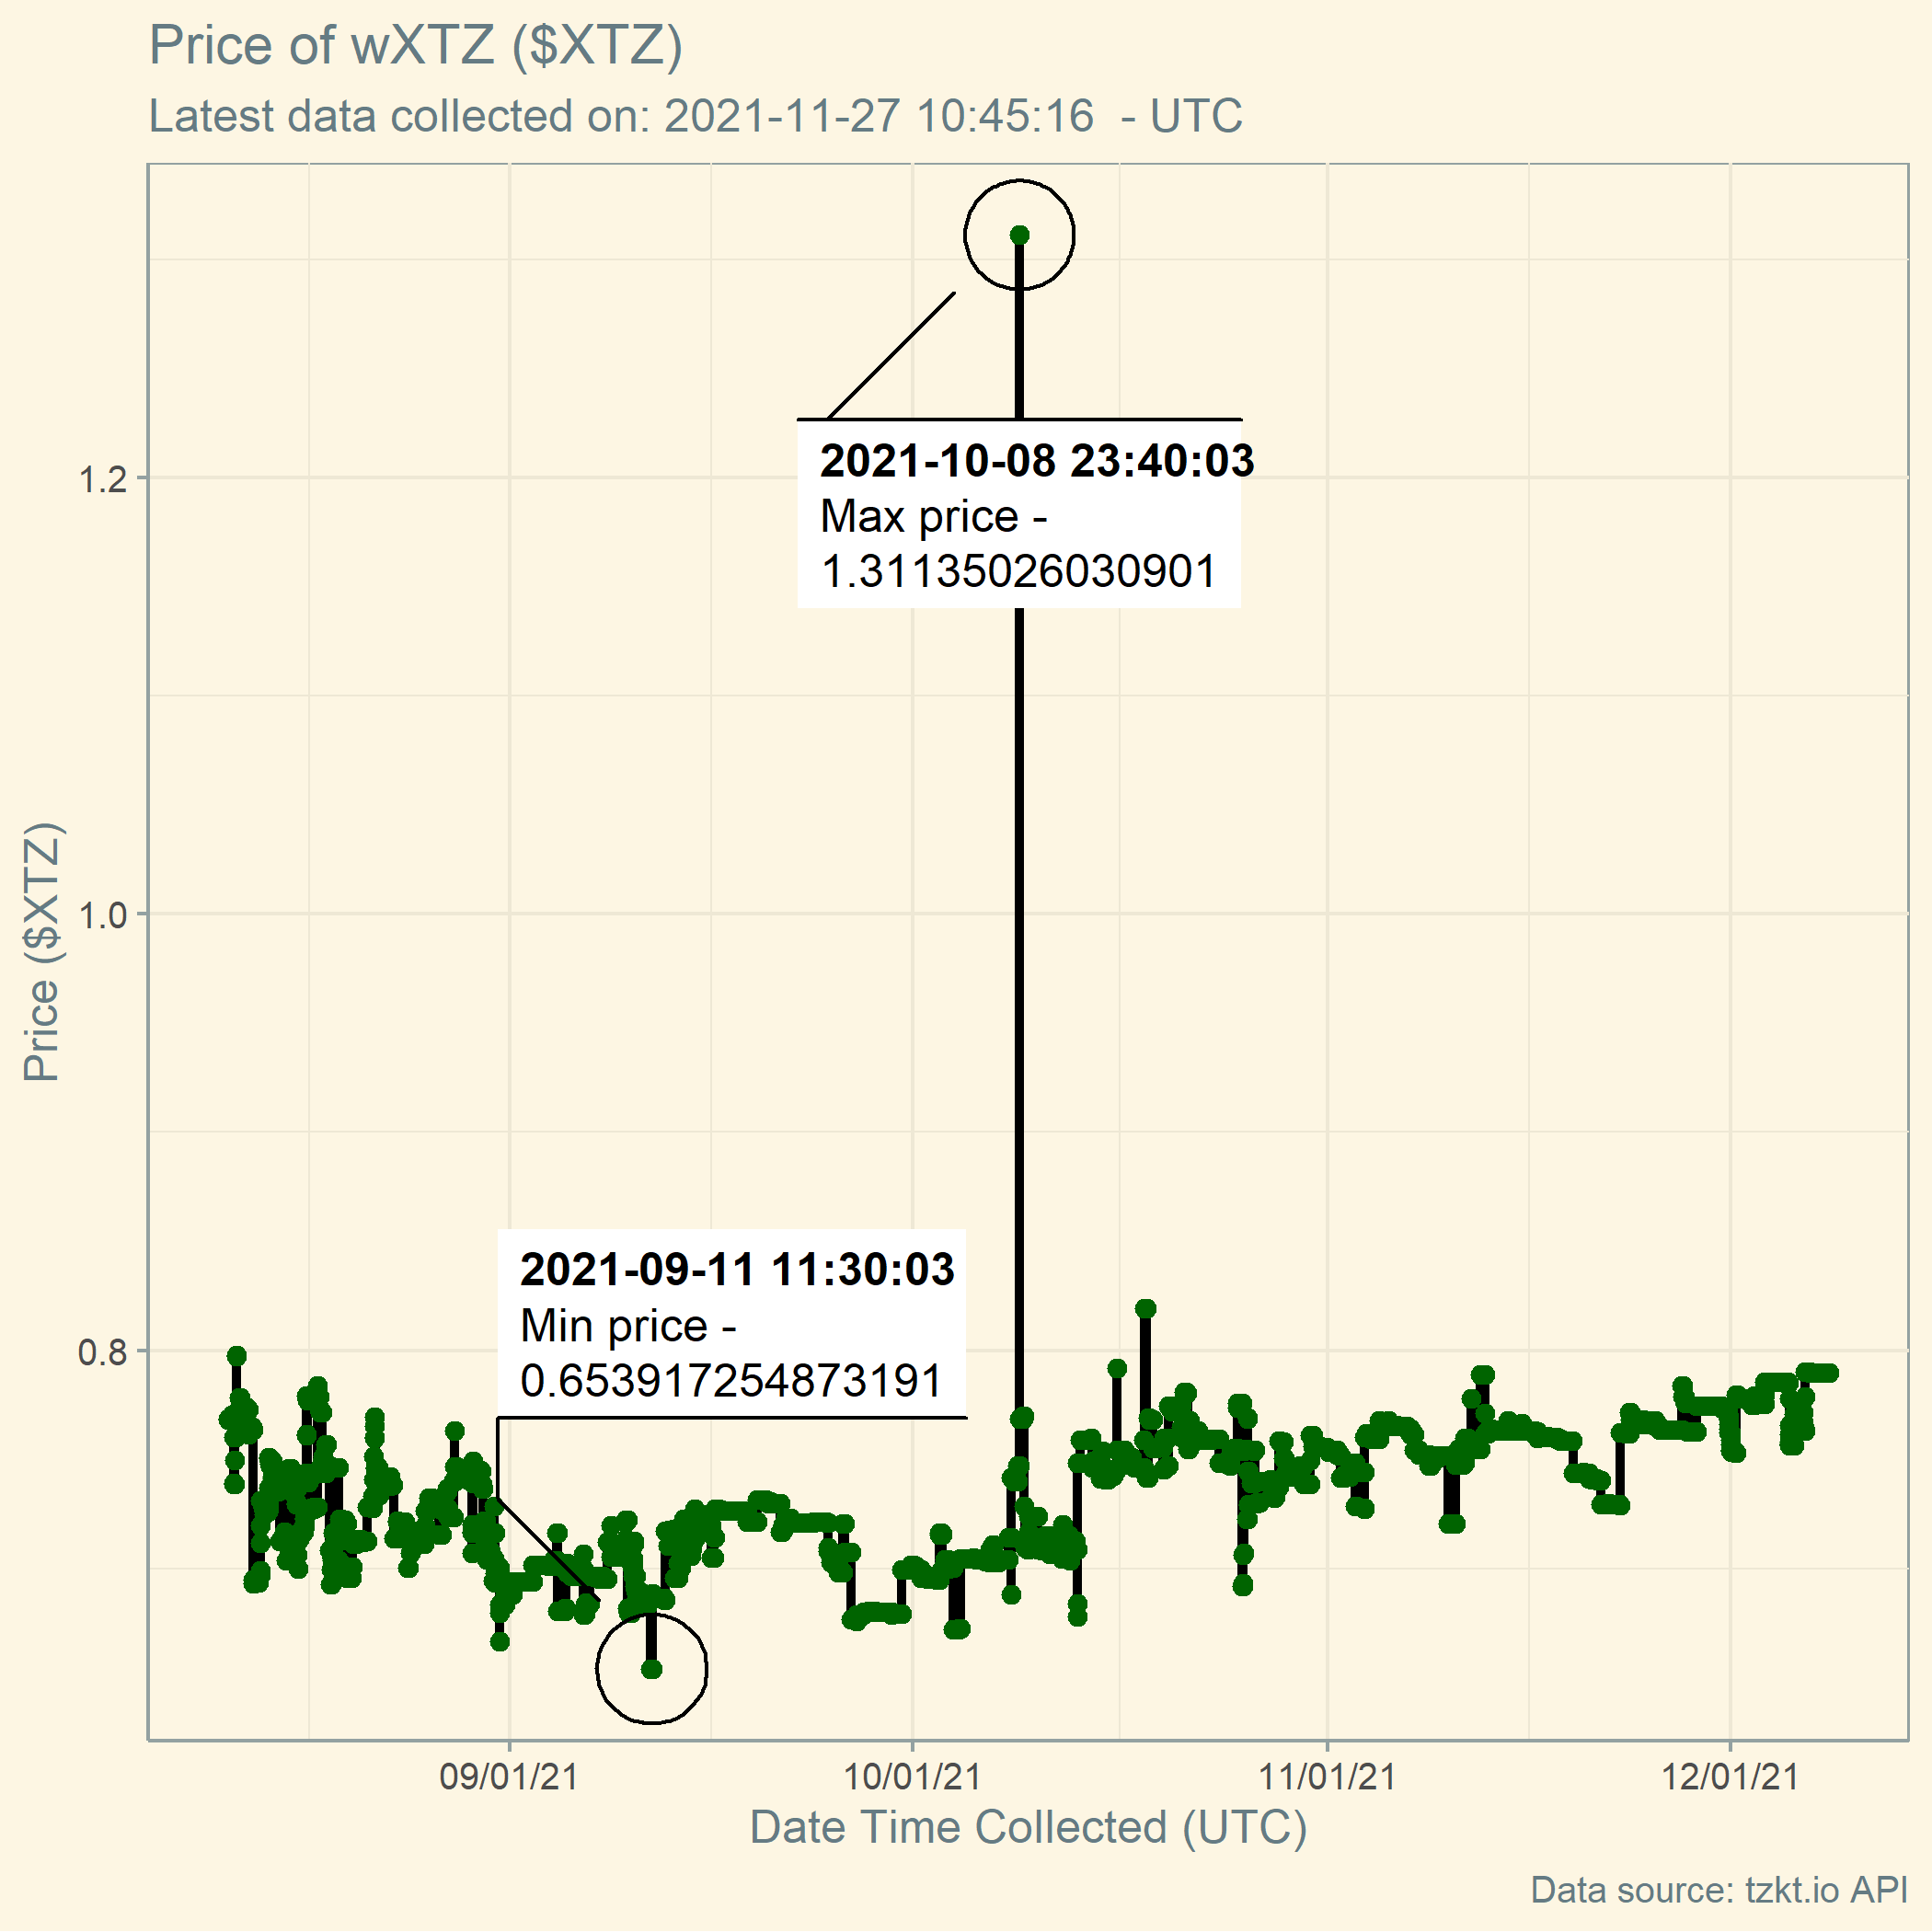 Price of wXTZ ($XTZ)
Latest data collected on: 2021-11-27 10:45:16  - UTC
2021-10-08 23:40:03
Max price -
1.31135026030901
1.2
1.0
Price ($XTZ)
2021-09-11 11:30:03
Min price -
0.653917254873191
0.8
09/01/21
10/01/21
11/01/21
12/01/21
Date Time Collected (UTC)
Data source: tzkt.io API